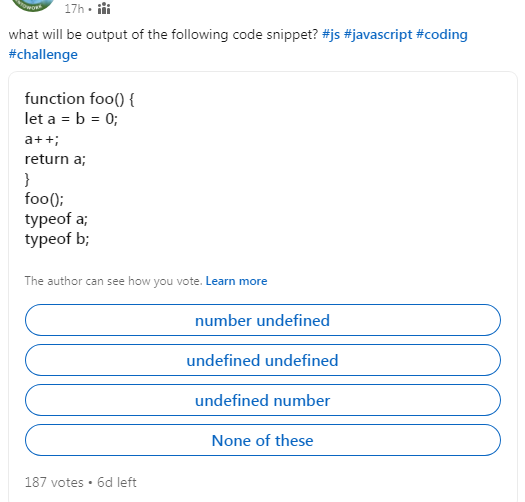 17h •
what will be output of the following code snippet? #js #javascript #coding
#challenge
function foo() {
let a = b = 0;
a++;
return a;
}
foo();
typeof a;
typeof b;
The author can see how you vote. Learn more
number undefined
undefined undefined
undefined number
None of these
187 votes • 6d left